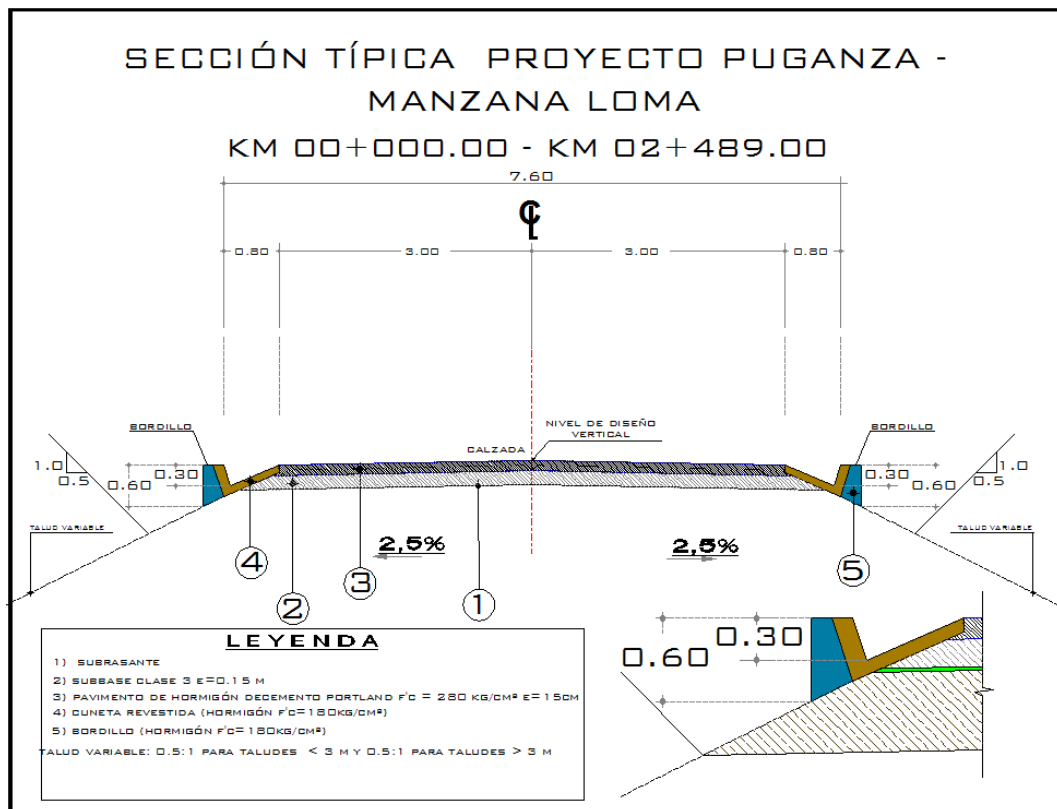 SECCIÓN TÍPICA PROYECTO PUGANZA -
MANZANA LOMA
KM 00+000.00 - KM 02+489.00
7.60
0.80
3.00
3.00
0.80
BORDILLO
CALZADA
NIVEL DE DISEÑO
VERTICAL
BORDILLO
1.0
0.5
0.60
0.30
0.30
0.60
0.5
1.0
TALUD VARIABLE
TALUD VARIABLE
2,5%
2,5%
4
2
3
1
5
LEYENDA
1) SUBRASANTE
2) SUBBASE CLASE 3 E=0.15 M
3) PAVIMENTO DE HORMIGÓN DECEMENTO PORTLAND F'C = 280 KG/CM² E=15CM
4) CUNETA REVESTIDA (HORMIGÓN F'C=180KG/CM²)
5) BORDILLO (HORMIGÓN F'C=180KG/CM²)
TALUD VARIABLE: 0.5:1 PARA TALUDES < 3 M Y 0.5:1 PARA TALUDES > 3 M
0.60
0.30